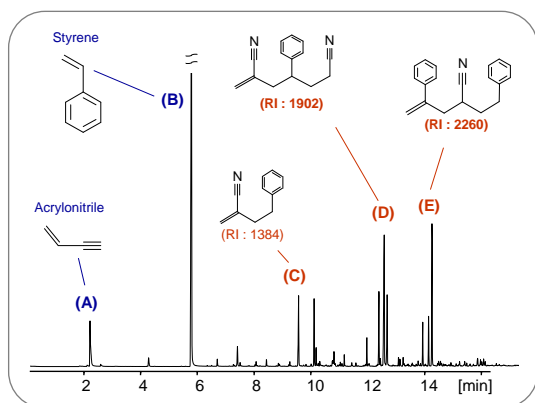 Styrene
(B)
N
N
(RI : 1902)
N
(RI : 2260)
Acrylonitrile
(A)
N
(RI : 1384)
(C)
(D)
(E)
2 4 6 8 10 12 14 [min]